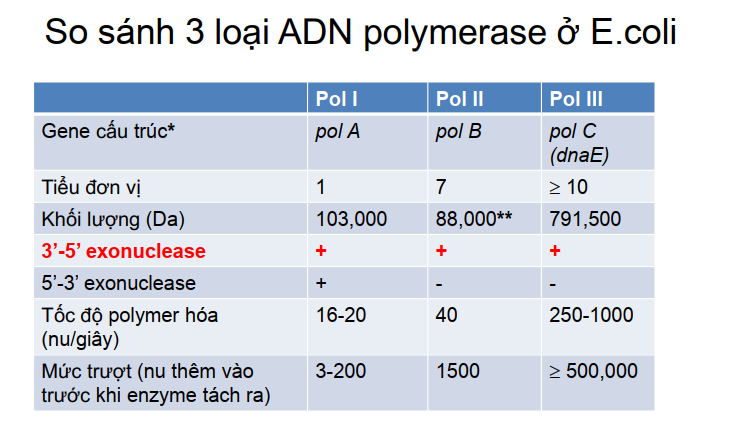 So sánh 3 loại ADN polymerase ở E.coli
Pol I Pol II Pol III
Gene cấu trúc* pol A pol B pol C
(dnaE)
Tiểu đơn vị 1 7 ≥ 10
Khối lượng (Da) 103,000 88,000** 791,500
3’-5’ exonuclease + + +
5’-3’ exonuclease + - -
Tốc độ polymer hóa 16-20 40 250-1000
(nu/giây)
Mức trượt (nu thêm vào 3-200 1500 ≥ 500,000
trước khi enzyme tách ra)